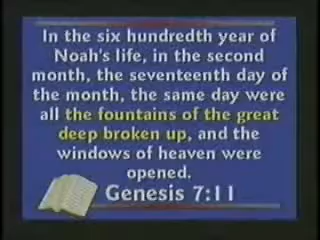 In the six hundredth year of
Noah's life, in the second
month, the seventeenth day of
the month, the same day were
all the fountains of the great
deep broken up, and the
windows of heaven were
opened.
Genesis 7:11